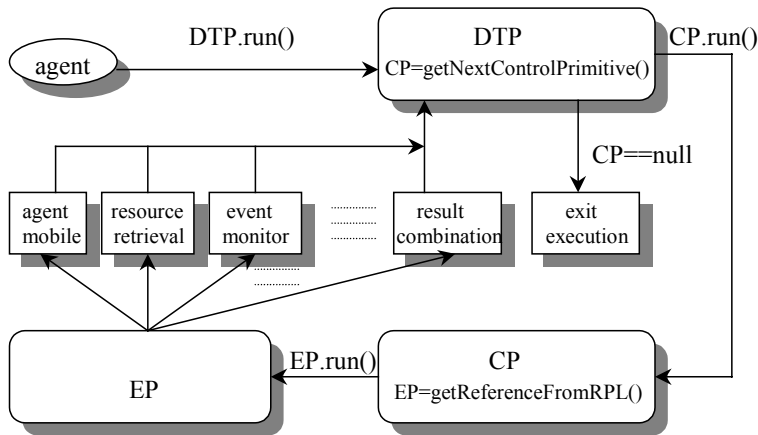 DTP.run()
DTP
CP.run()
agent
CP=getNextControlPrimitive()
CP==null
agent
mobile
resource
retrieval
event
monitor
result
combination
exit
execution
EP
EP.run()
CP
EP=getReferenceFromRPL()